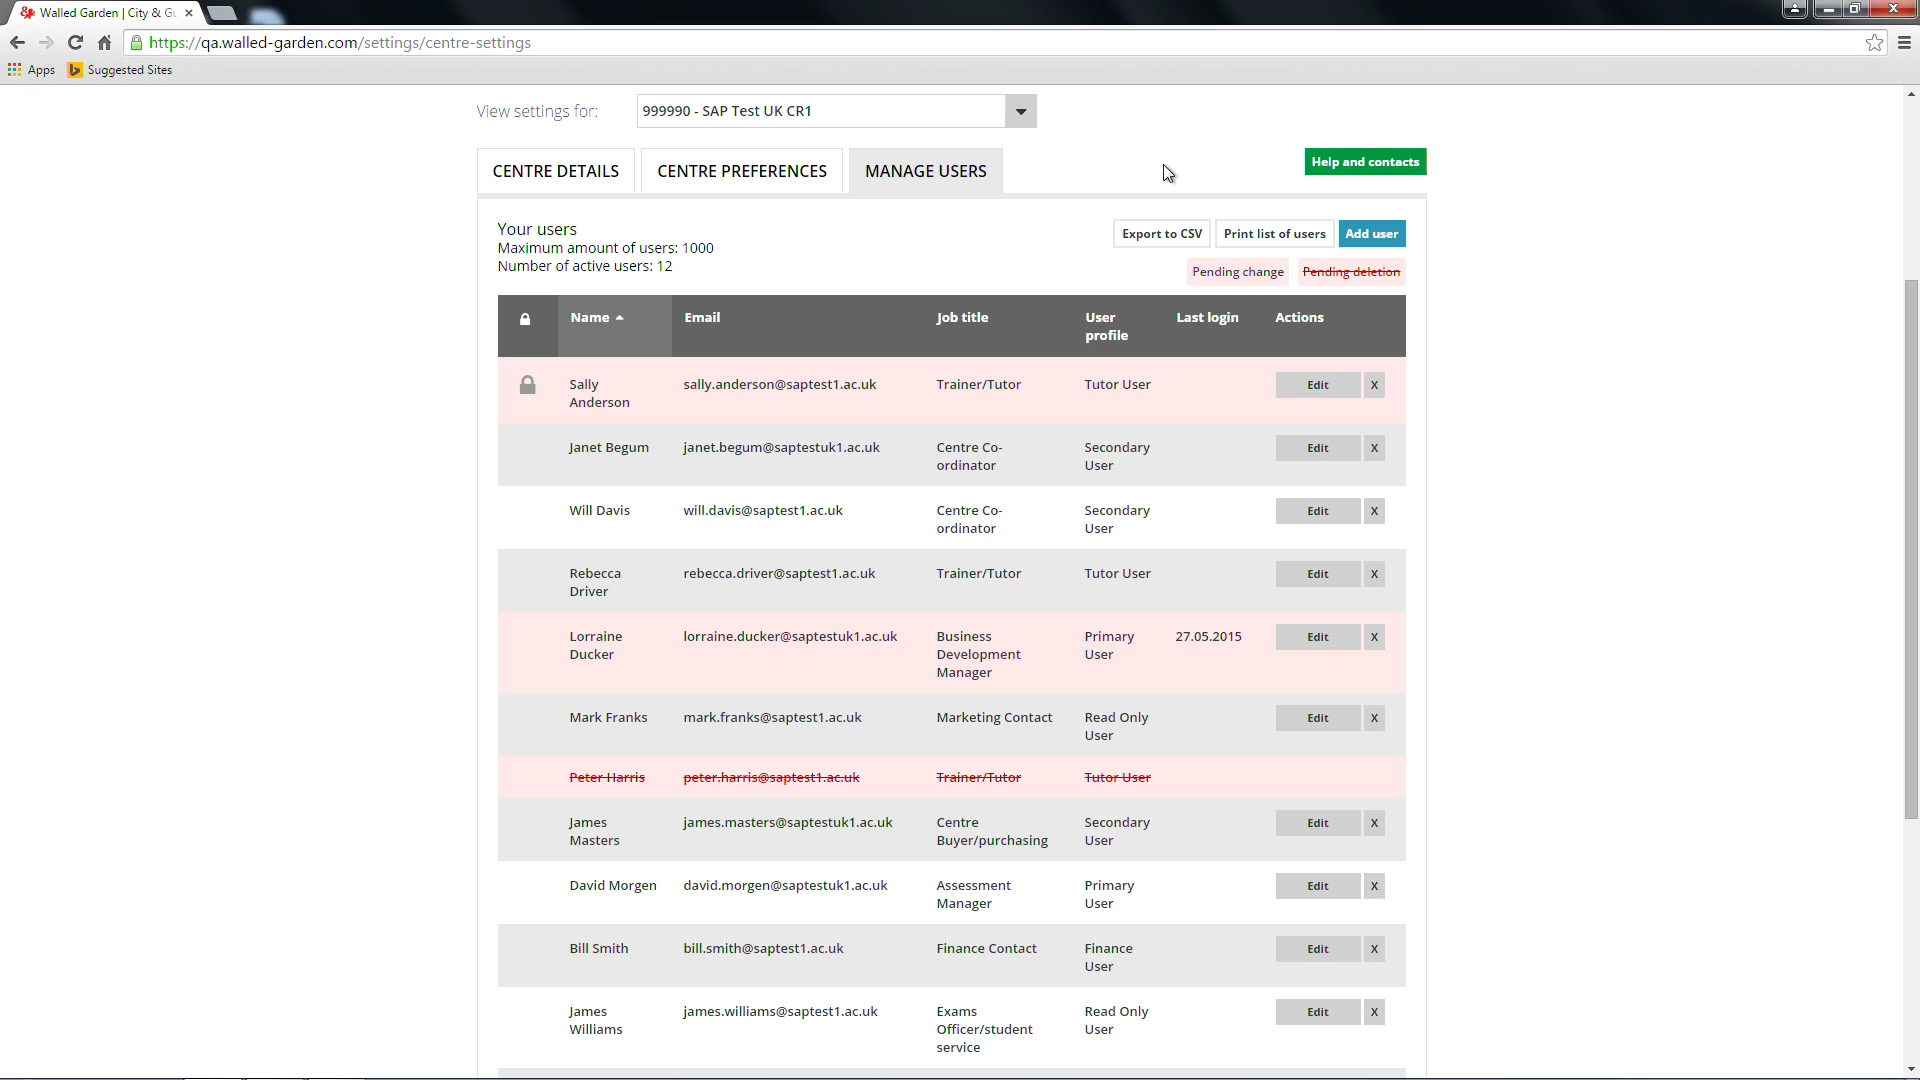 Walled Garden | City & Gu
https://qa.walled-garden.com/settings/centre-settings
Apps Suggested Sites
View settings for: 999990 - SAP Test UK CR1
CENTRE DETAILS CENTRE PREFERENCES MANAGE USERS Help and contacts
Your users
Maximum amount of users: 1000
Number of active users: 12
Export to CSV Print list of users Add user
Pending change Pending deletion
Name Email Job title User profile Last login Actions
Sally Anderson sally.anderson@saptest1.ac.uk Trainer/Tutor Tutor User Edit X
Janet Begum janet.begum@saptestuk1.ac.uk Centre Co-ordinator Secondary User Edit X
Will Davis will.davis@saptest1.ac.uk Centre Co-ordinator Secondary User Edit X
Rebecca Driver rebecca.driver@saptest1.ac.uk Trainer/Tutor Tutor User Edit X
Lorraine Ducker lorraine.ducker@saptestuk1.ac.uk Business Development Manager Primary User 27.05.2015 Edit X
Mark Franks mark.franks@saptest1.ac.uk Marketing Contact Read Only User Edit X
Peter Harris peter.harris@saptest1.ac.uk Trainer/Tutor Tutor User
James Masters james.masters@saptestuk1.ac.uk Centre Buyer/purchasing Secondary User Edit X
David Morgen david.morgen@saptestuk1.ac.uk Assessment Manager Primary User Edit X
Bill Smith bill.smith@saptest1.ac.uk Finance Contact Finance User Edit X
James Williams james.williams@saptest1.ac.uk Exams Officer/student service Read Only User Edit X